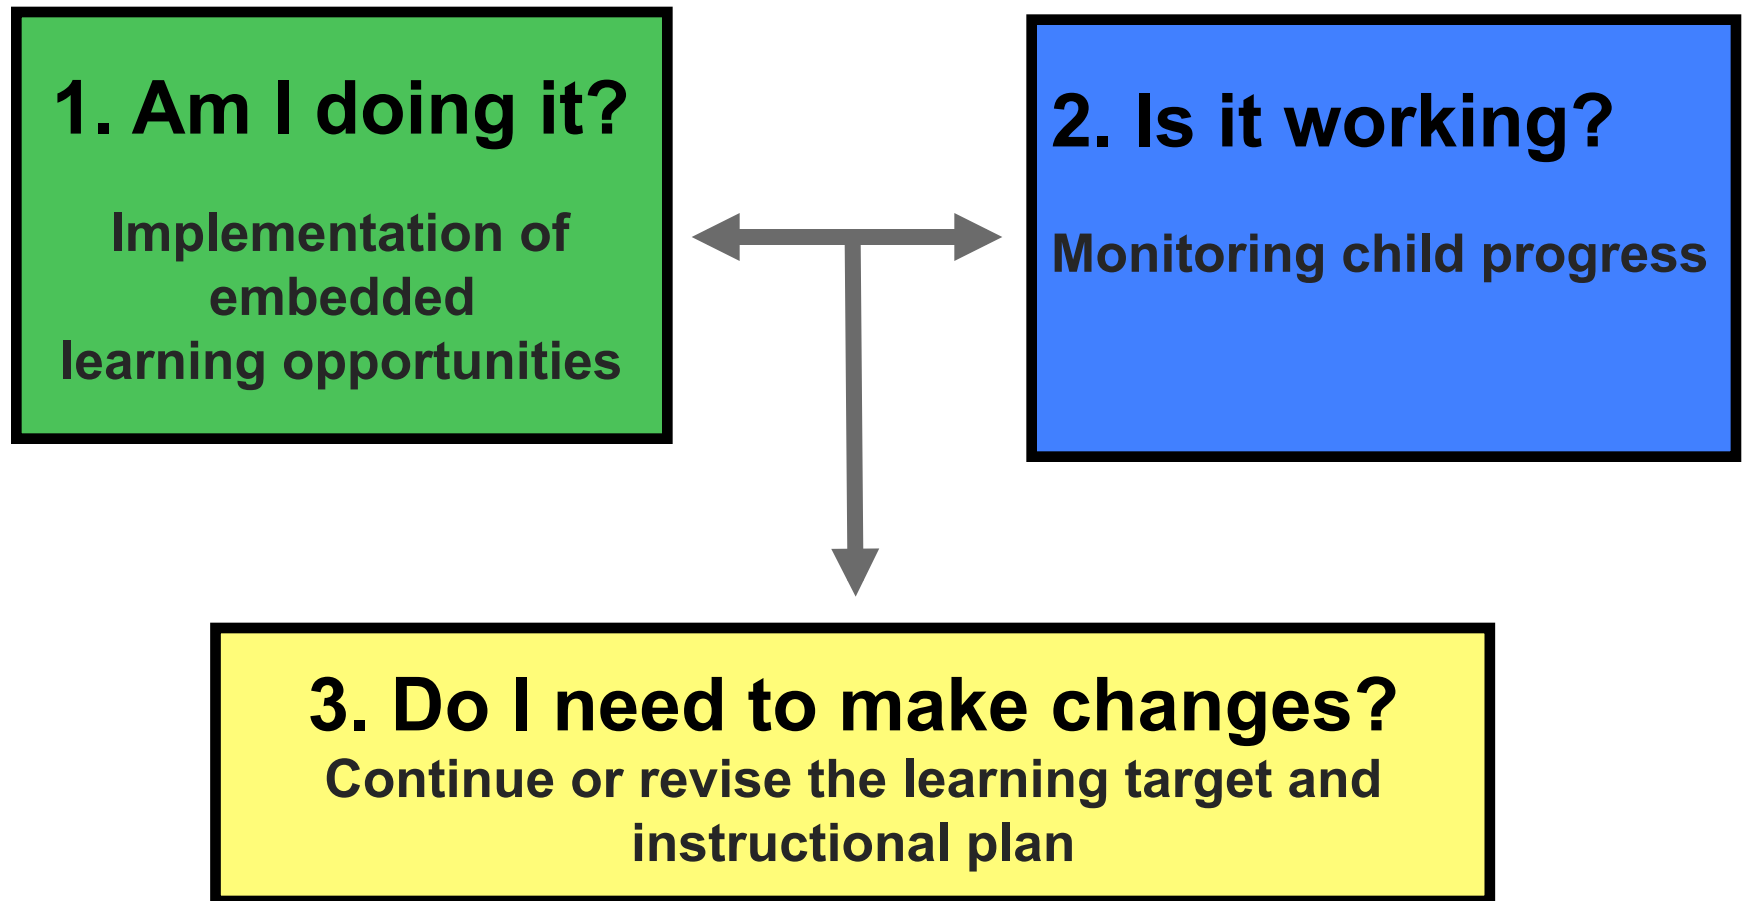 1. Am I doing it?
Implementation of
embedded
learning opportunities
2. Is it working?
Monitoring child progress
3. Do I need to make changes?
Continue or revise the learning target and
instructional plan